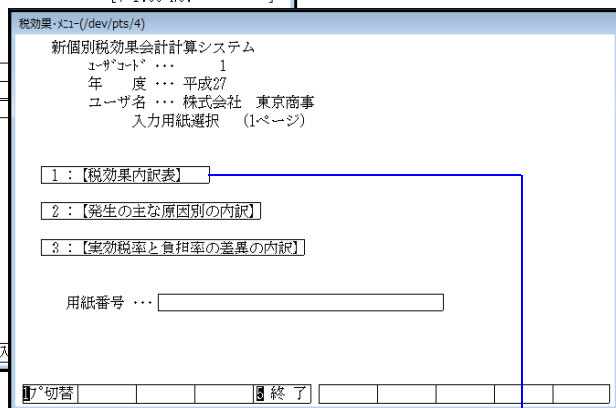 税効果・ﾒﾆｭｰ(/dev/pts/4)
新個別税効果会計計算システム
ﾕｰｻﾞｺｰﾄﾞ ･･･ 1
年　度 ･･･ 平成27
ユーザ名 ･･･ 株式会社　東京商事
入力用紙選択　(1ページ)
1：【税効果内訳表】
2：【発生の主な原因別の内訳】
3：【実効税率と負担率の差異の内訳】
用紙番号 ･･･
1ﾌﾟ切替
5 終 了